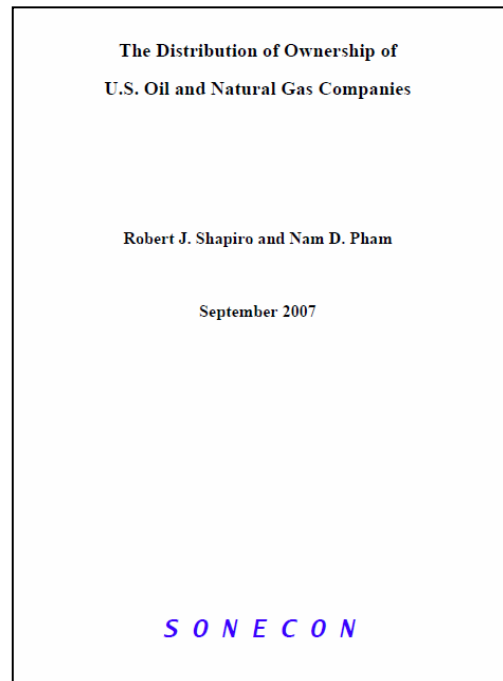 The Distribution of Ownership of
U.S. Oil and Natural Gas Companies
Robert J. Shapiro and Nam D. Pham
September 2007
S O N E C O N